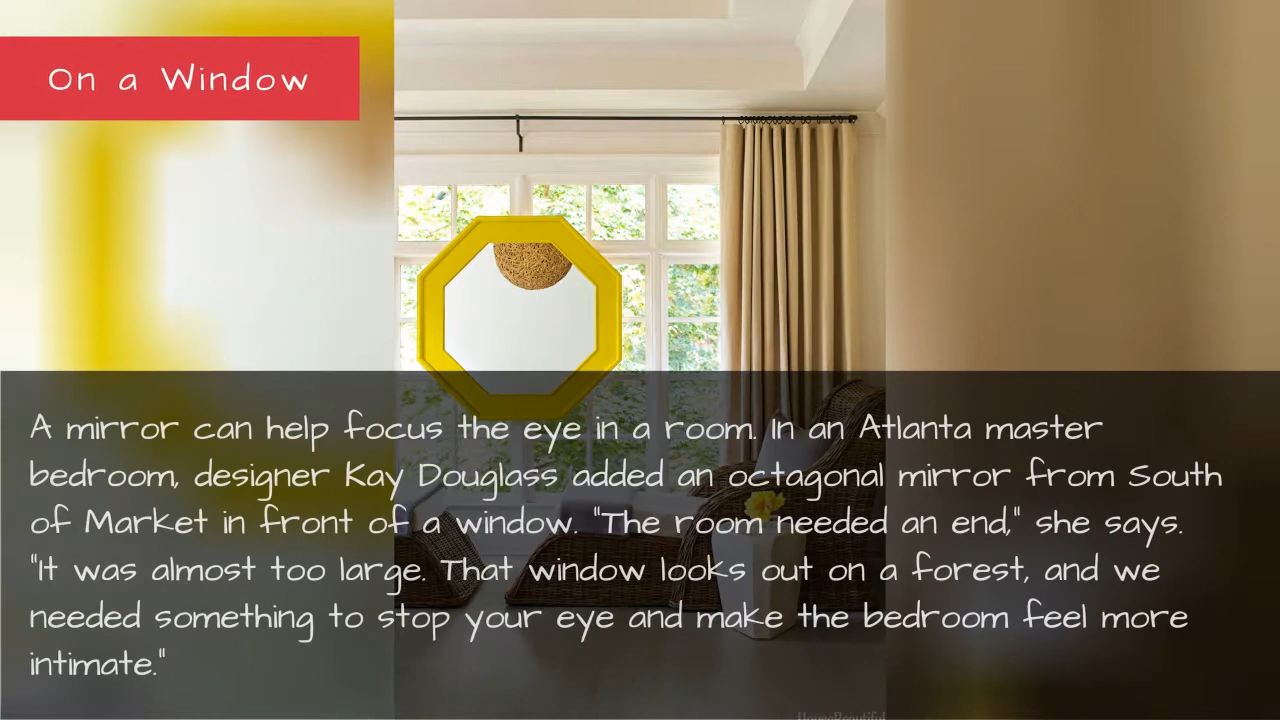 On a Window
A mirror can help focus the eye in a room. In an Atlanta master
bedroom, designer Kay Douglass added an octagonal mirror from South
of Market in front of a window. "The room needed an end," she says.
"It was almost too large. That window looks out on a forest, and we
needed something to stop your eye and make the bedroom feel more
intimate."
HouseBeautiful